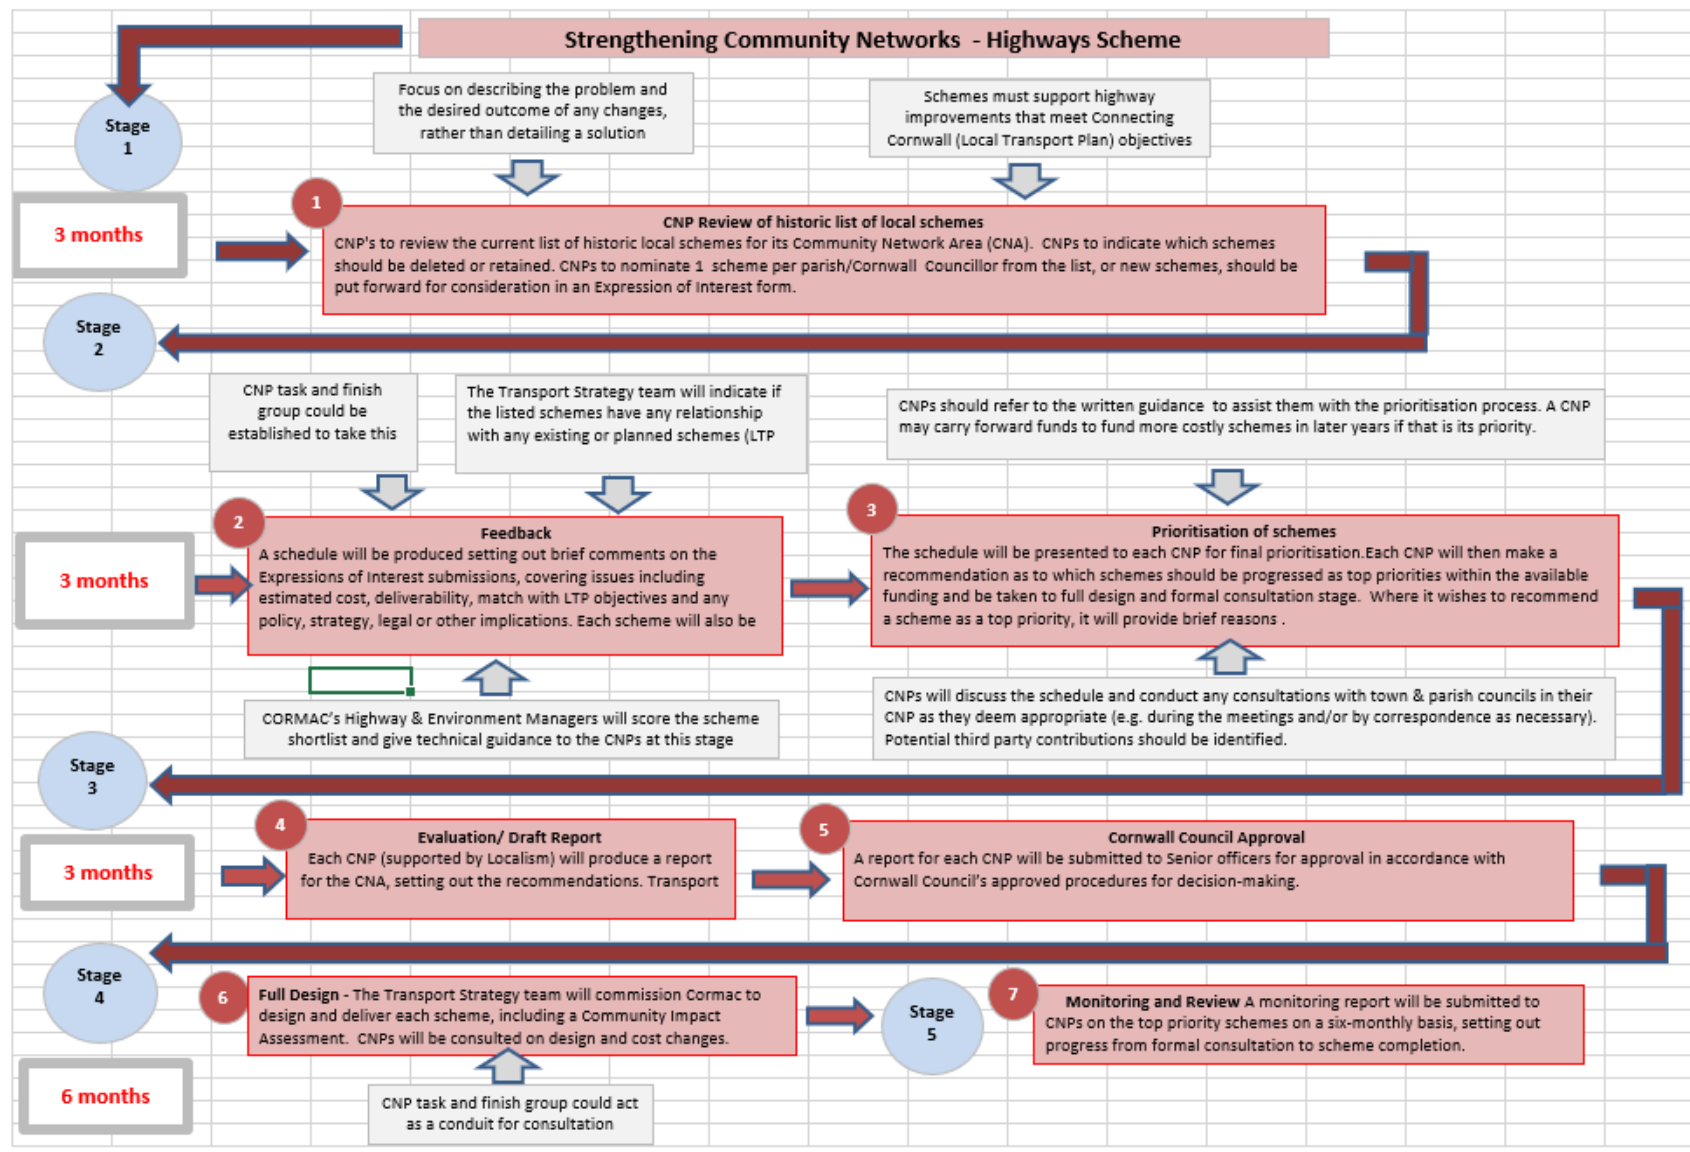 Strengthening Community Networks - Highways Scheme
Focus on describing the problem and
the desired outcome of any changes,
rather than detailing a solution
Schemes must support highway
improvements that meet Connecting
Cornwall (Local Transport Plan) objectives
Stage
1
3 months
1
CNP Review of historic list of local schemes
CNP's to review the current list of historic local schemes for its Community Network Area (CNA). CNPs to indicate which schemes
should be deleted or retained. CNPs to nominate 1 scheme per parish/Cornwall Councillor from the list, or new schemes, should be
put forward for consideration in an Expression of Interest form.
Stage
2
CNP task and finish
group could be
established to take this
The Transport Strategy team will indicate if
the listed schemes have any relationship
with any existing or planned schemes (LTP
CNPs should refer to the written guidance to assist them with the prioritisation process. A CNP
may carry forward funds to fund more costly schemes in later years if that is its priority.
3 months
2
Feedback
A schedule will be produced setting out brief comments on the
Expressions of Interest submissions, covering issues including
estimated cost, deliverability, match with LTP objectives and any
policy, strategy, legal or other implications. Each scheme will also be
3
Prioritisation of schemes
The schedule will be presented to each CNP for final prioritisation.Each CNP will then make a
recommendation as to which schemes should be progressed as top priorities within the available
funding and be taken to full design and formal consultation stage. Where it wishes to recommend
a scheme as a top priority, it will provide brief reasons .
CORMAC's Highway & Environment Managers will score the scheme
shortlist and give technical guidance to the CNPs at this stage
CNPs will discuss the schedule and conduct any consultations with town & parish councils in their
CNP as they deem appropriate (e.g. during the meetings and/or by correspondence as necessary).
Potential third party contributions should be identified.
Stage
3
3 months
4
Evaluation/ Draft Report
Each CNP (supported by Localism) will produce a report
for the CNA, setting out the recommendations. Transport
5
Cornwall Council Approval
A report for each CNP will be submitted to Senior officers for approval in accordance with
Cornwall Council's approved procedures for decision-making.
Stage
4
6
Full Design - The Transport Strategy team will commission Cormac to
design and deliver each scheme, including a Community Impact
Assessment. CNPs will be consulted on design and cost changes.
Stage
5
7
Monitoring and Review A monitoring report will be submitted to
CNPs on the top priority schemes on a six-monthly basis, setting out
progress from formal consultation to scheme completion.
6 months
CNP task and finish group could act
as a conduit for consultation